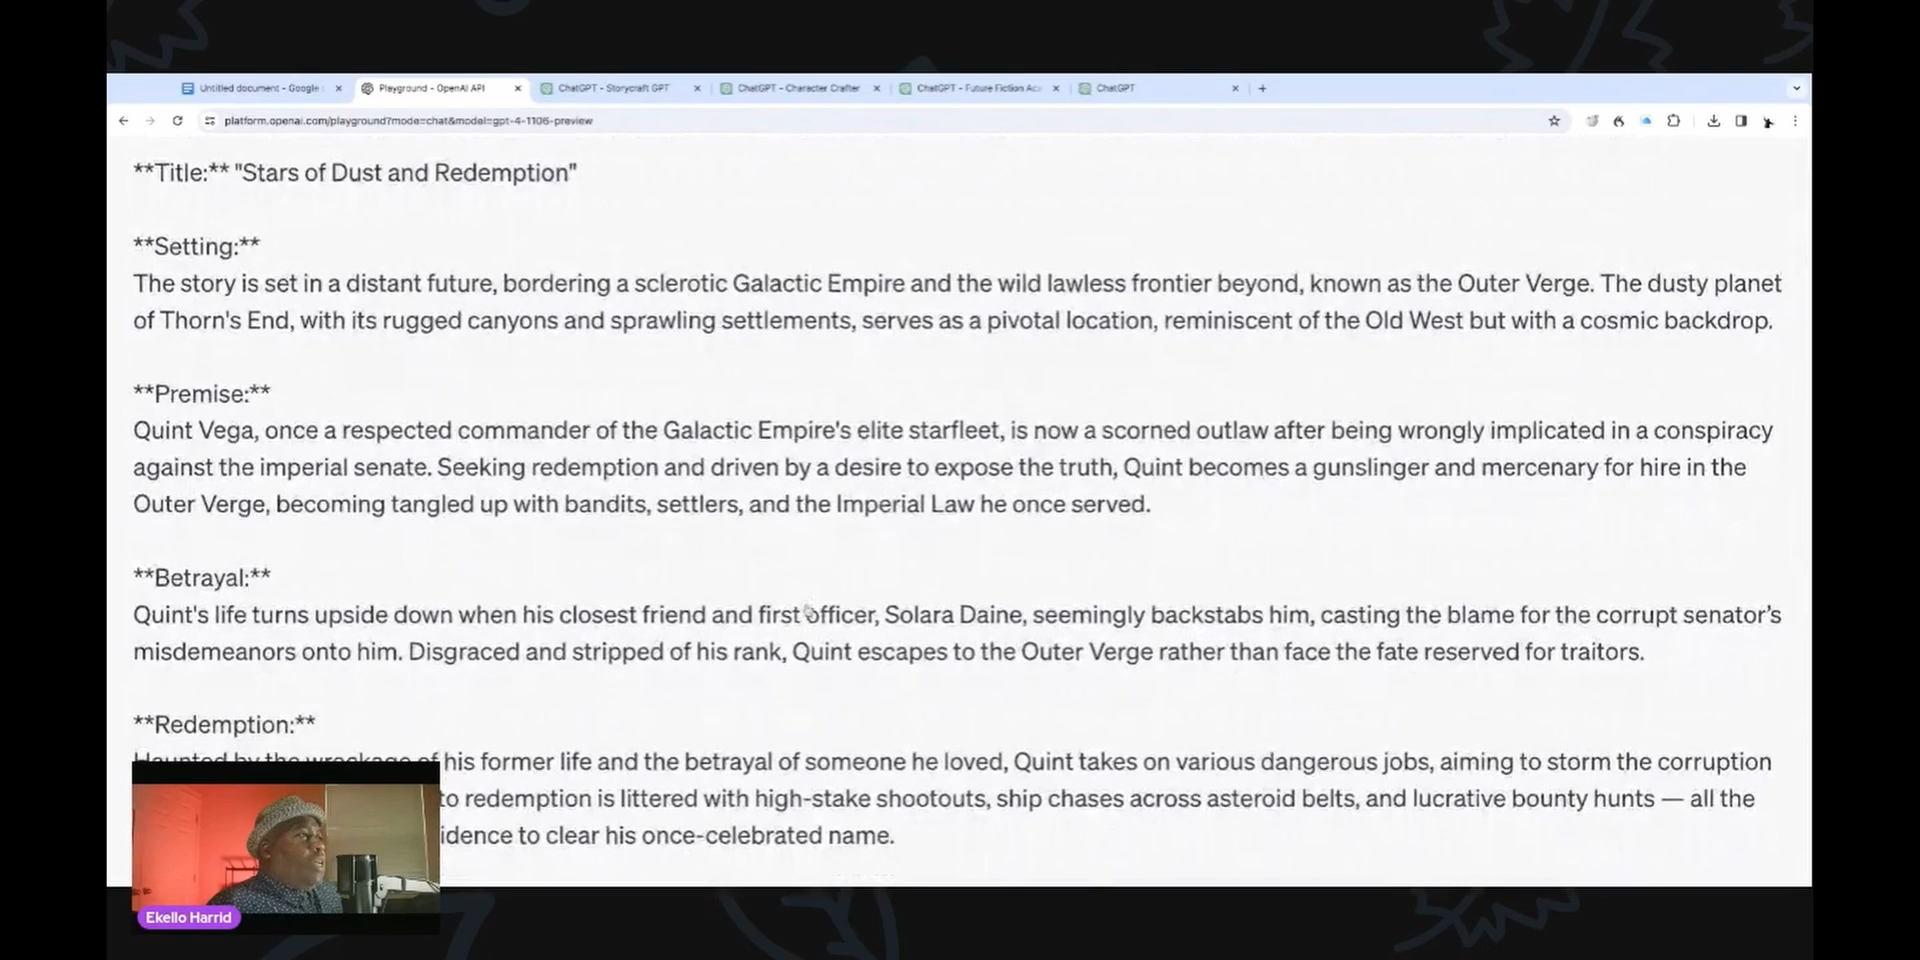 Untitled document - Google
Playground - OpenAI API
ChatGPT - Storycraft GPT
ChatGPT - Character Crafter
ChatGPT - Future Fiction
ChatGPT
platform.openai.com/playground?mode=chat&model=gpt-4-1106-preview
**Title:** "Stars of Dust and Redemption"
**Setting:**
The story is set in a distant future, bordering a sclerotic Galactic Empire and the wild lawless frontier beyond, known as the Outer Verge. The dusty planet
of Thorn's End, with its rugged canyons and sprawling settlements, serves as a pivotal location, reminiscent of the Old West but with a cosmic backdrop.
**Premise:**
Quint Vega, once a respected commander of the Galactic Empire's elite starfleet, is now a scorned outlaw after being wrongly implicated in a conspiracy
against the imperial senate. Seeking redemption and driven by a desire to expose the truth, Quint becomes a gunslinger and mercenary for hire in the
Outer Verge, becoming tangled up with bandits, settlers, and the Imperial Law he once served.
**Betrayal:**
Quint's life turns upside down when his closest friend and first officer, Solara Daine, seemingly backstabs him, casting the blame for the corrupt senator's
misdemeanors onto him. Disgraced and stripped of his rank, Quint escapes to the Outer Verge rather than face the fate reserved for traitors.
**Redemption:**
Haunted by the wreckage of his former life and the betrayal of someone he loved, Quint takes on various dangerous jobs, aiming to storm the corruption
to redemption is littered with high-stake shootouts, ship chases across asteroid belts, and lucrative bounty hunts — all the
idence to clear his once-celebrated name.
Ekello Harrid